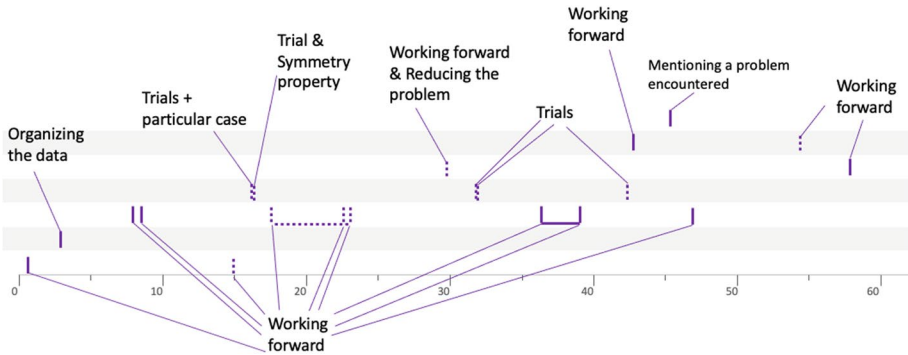 Working
forward
Trial &
Symmetry
property
Working forward
& Reducing the
problem
Mentioning a problem
encountered
Working
forward
Trials +
particular case
Trials
Organizing
the data
0 10 20 30 40 50 60
Working
forward